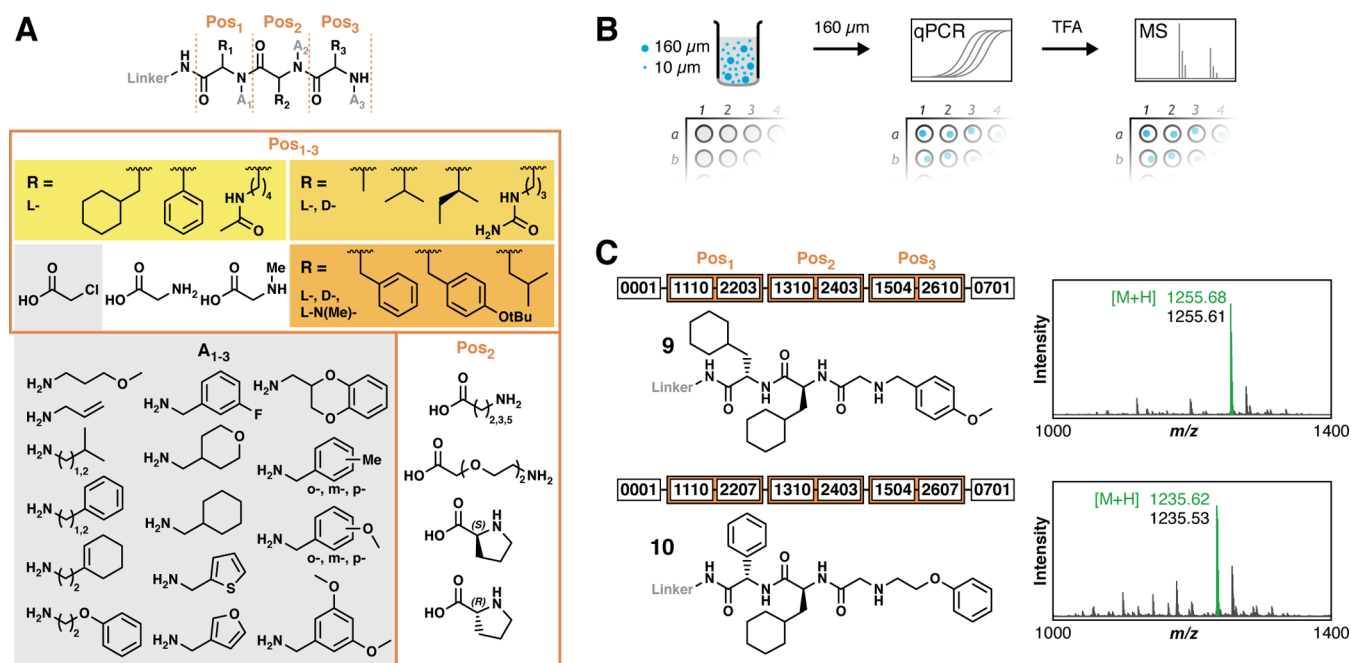 A
Pos1 Pos2 Pos3
H
N
O
R1
N
A1
O
R2
A2
N
O
R3
NH
A3
Linker
Pos1-3
R =
L-
HN
4
O
R =
L-, D-
HN
3
H2N
O
O
HO
Cl
O
HO
NH2
O
HO
Me
NH
R =
L-, D-,
L-N(Me)-
OtBu
A1-3
H2N
O
H2N
F
H2N
O
O
H2N
H2N
1,2
H2N
O
H2N
Me
o-, m-, p-
H2N
1,2
H2N
H2N
O
o-, m-, p-
H2N
2
H2N
S
H2N
2
O
H2N
O
H2N
O
O
Pos2
O
HO
NH2
2,3,5
O
HO
O
2
NH2
O
HO
(S)
HN
O
HO
(R)
HN
B
160 µm
10 µm
160 µm
qPCR
TFA
MS
1 2 3 4
a
b
1 2 3 4
a
b
1 2 3 4
a
b
C
Pos1 Pos2 Pos3
0001 1110 2203 1310 2403 1504 2610 0701
9
Linker
H
N
O
N
H
O
H
N
O
N
H
O
[M+H] 1255.68
1255.61
Intensity
1000 m/z 1400
0001 1110 2207 1310 2403 1504 2607 0701
10
Linker
H
N
O
N
H
O
H
N
O
N
H
O
[M+H] 1235.62
1235.53
Intensity
1000 m/z 1400